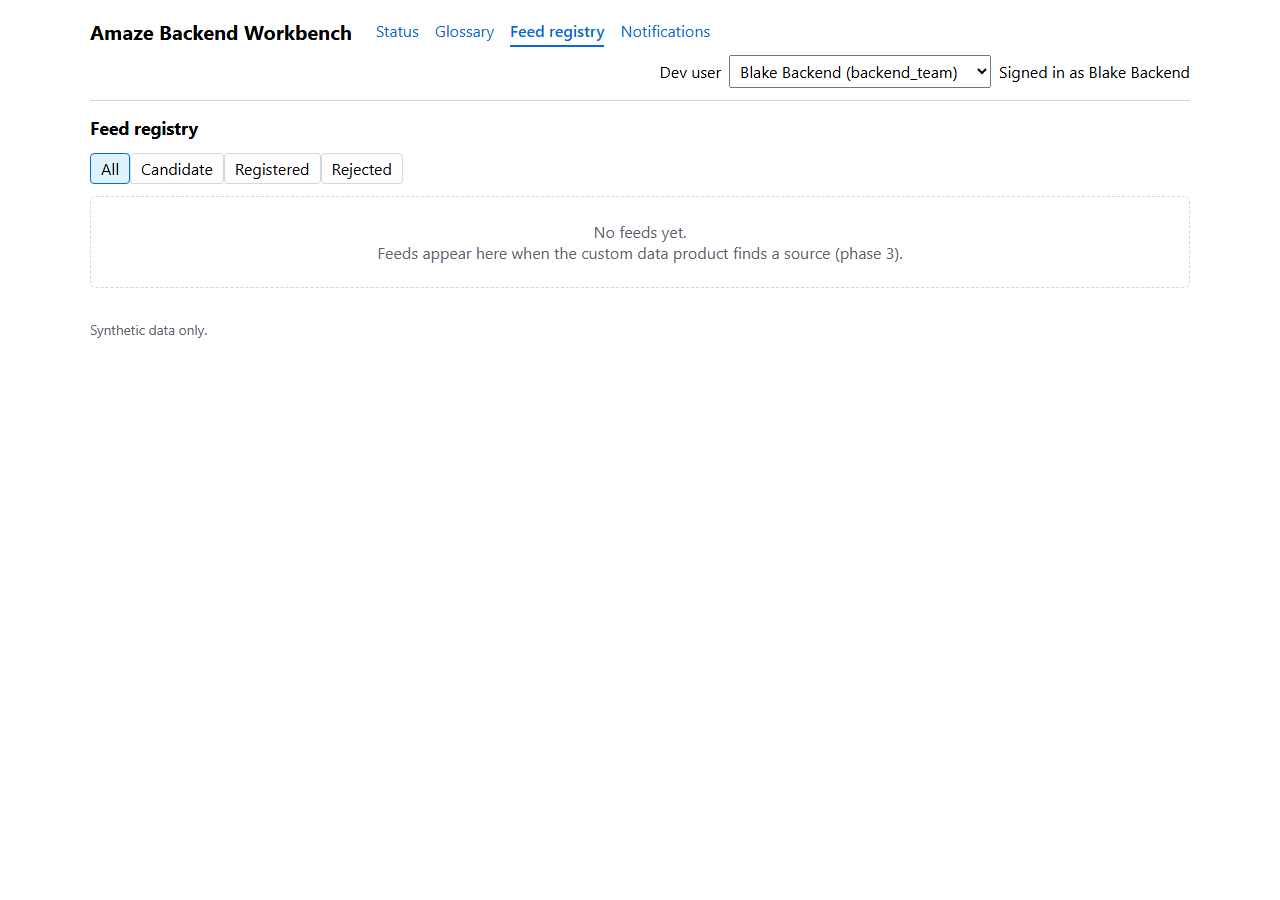 Amaze Backend Workbench Status Glossary Feed registry Notifications
Dev user Blake Backend (backend_team) Signed in as Blake Backend
Feed registry
All Candidate Registered Rejected
No feeds yet.
Feeds appear here when the custom data product finds a source (phase 3).
Synthetic data only.